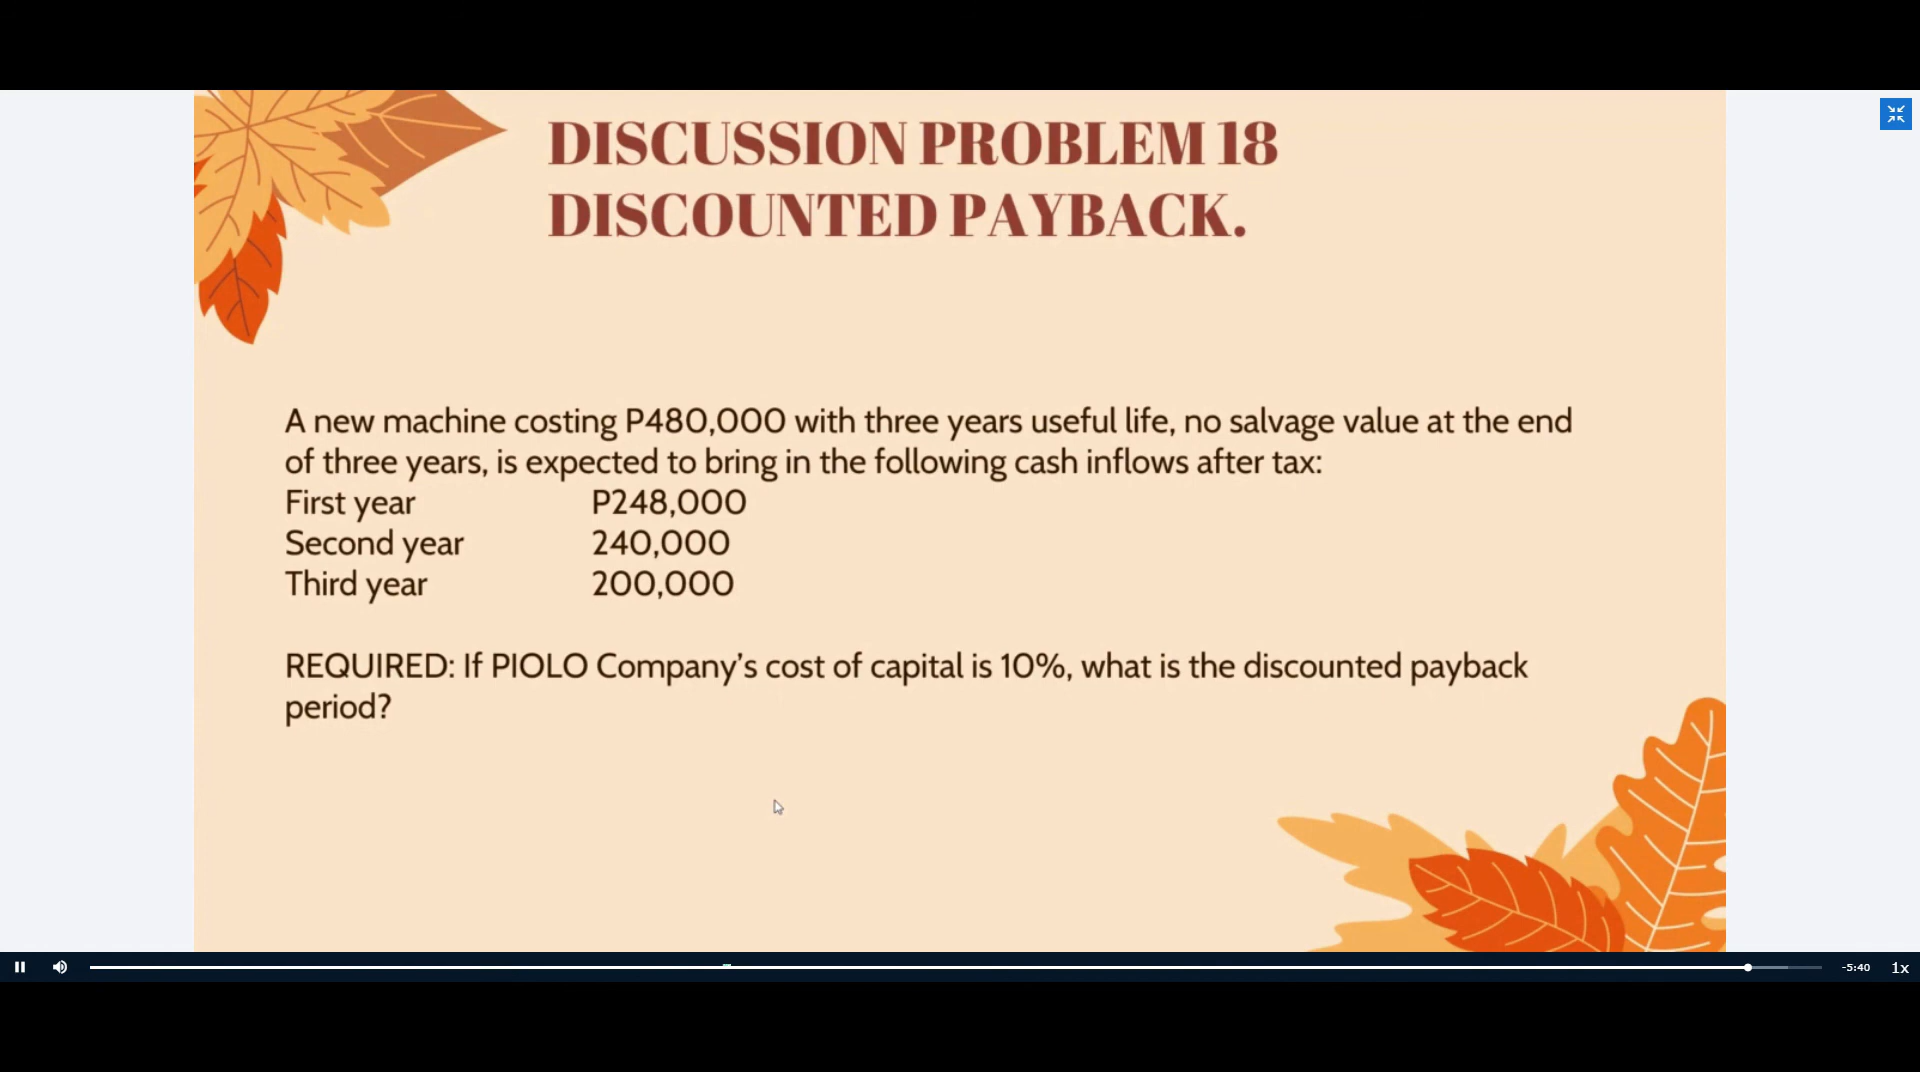 DISCUSSION PROBLEM 18
DISCOUNTED PAYBACK.
A new machine costing P480,000 with three years useful life, no salvage value at the end
of three years, is expected to bring in the following cash inflows after tax:
First year P248,000
Second year 240,000
Third year 200,000
REQUIRED: If PIOLO Company's cost of capital is 10%, what is the discounted payback
period?
-5:40 1x